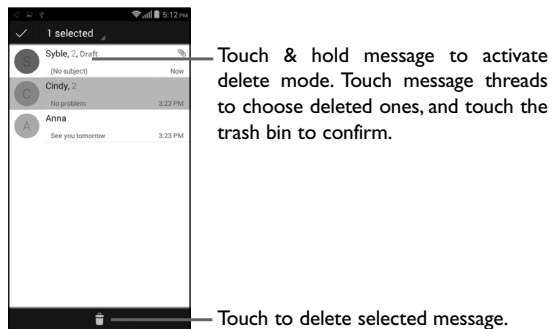 5:12 PM
1 selected
Syble, 2, Draft
(No subject) Now
Cindy, 2
No problem 3:23 PM
Anna
See you tomorrow 3:23 PM
S
C
A
Touch & hold message to activate
delete mode. Touch message threads
to choose deleted ones, and touch the
trash bin to confirm.
Touch to delete selected message.